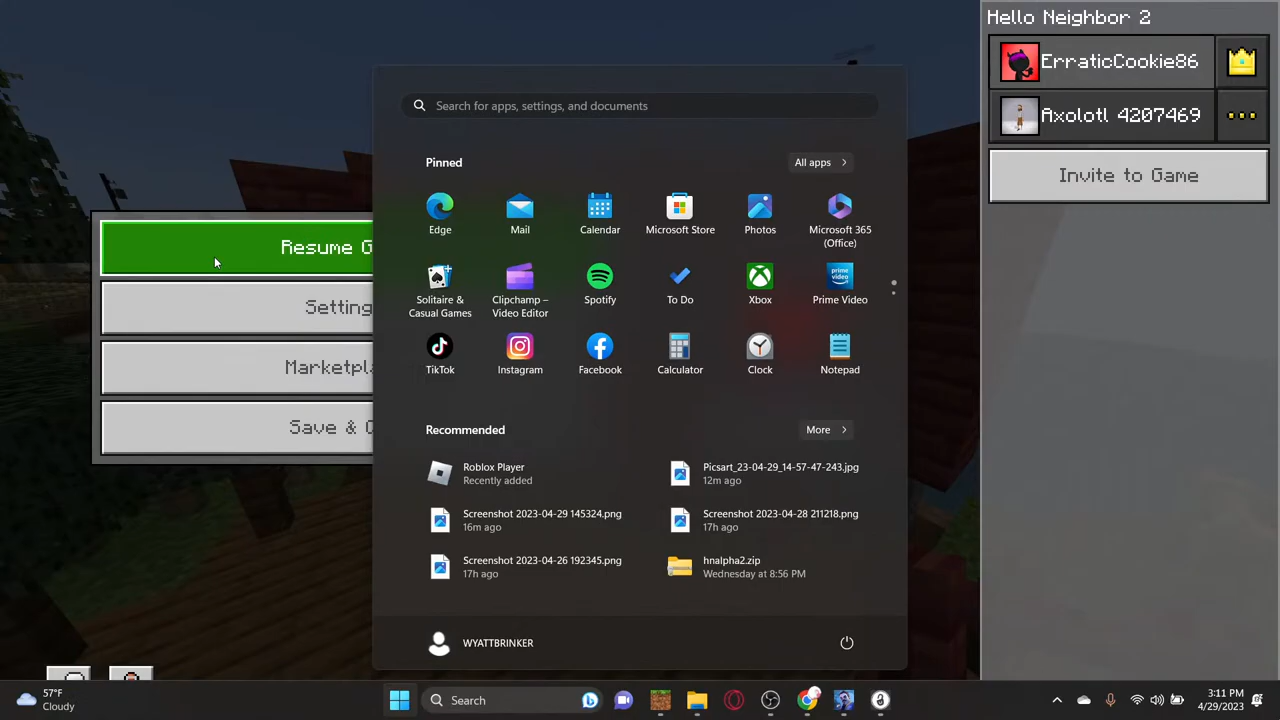 Hello Neighbor 2
ErraticCookie86
Axolotl 4207469
Invite to Game
Resume G
Setting
Marketpl
Save & 
Search for apps, settings, and documents
Pinned
All apps
Edge
Mail
Calendar
Microsoft Store
Photos
Microsoft 365
(Office)
Solitaire &
Casual Games
Clipchamp –
Video Editor
Spotify
To Do
Xbox
prime
video
Prime Video
TikTok
Instagram
Facebook
Calculator
Clock
Notepad
Recommended
More
Roblox Player
Recently added
Picsart_23-04-29_14-57-47-243.jpg
12m ago
Screenshot 2023-04-29 145324.png
16m ago
Screenshot 2023-04-28 211218.png
17h ago
Screenshot 2023-04-26 192345.png
17h ago
hnalpha2.zip
Wednesday at 8:56 PM
WYATTBRINKER
57°F
Cloudy
Search
3:11 PM
4/29/2023